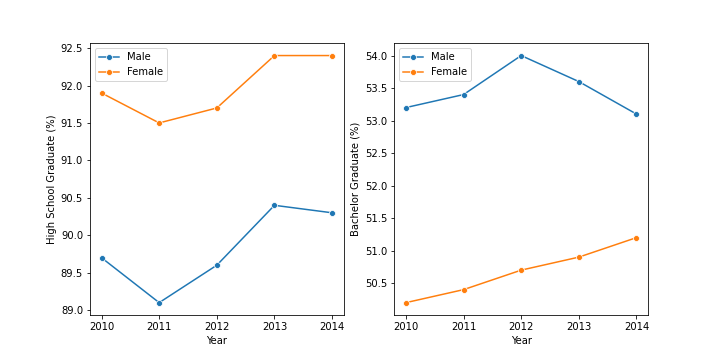 Male
Female
92.5
92.0
91.5
91.0
90.5
90.0
89.5
89.0
High School Graduate (%)
2010 2011 2012 2013 2014
Year
Male
Female
54.0
53.5
53.0
52.5
52.0
51.5
51.0
50.5
Bachelor Graduate (%)
2010 2011 2012 2013 2014
Year